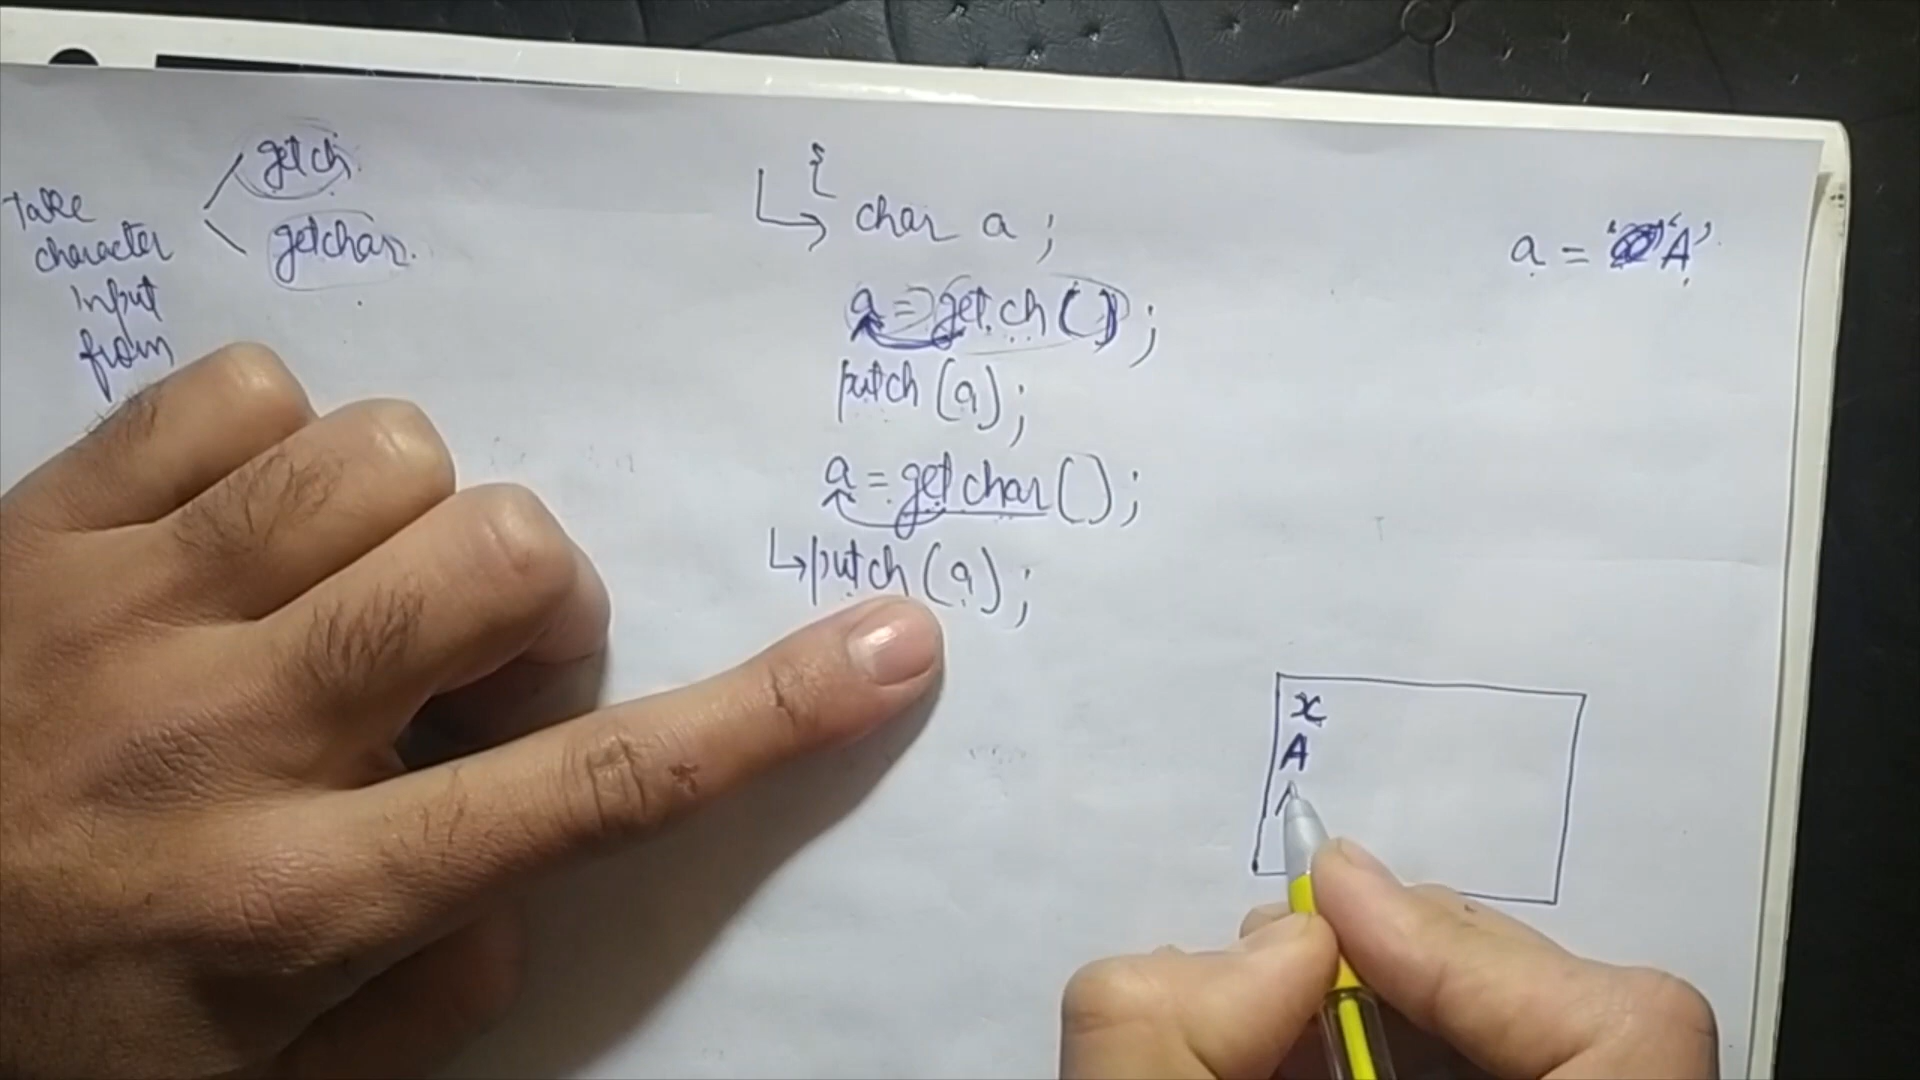 getch.
Take
character
input
from
getchar.
{
char a ;
a = getch( ) ;
putch (a) ;
a = getchar( ) ;
putch (a) ;
a = 'A'
x
A